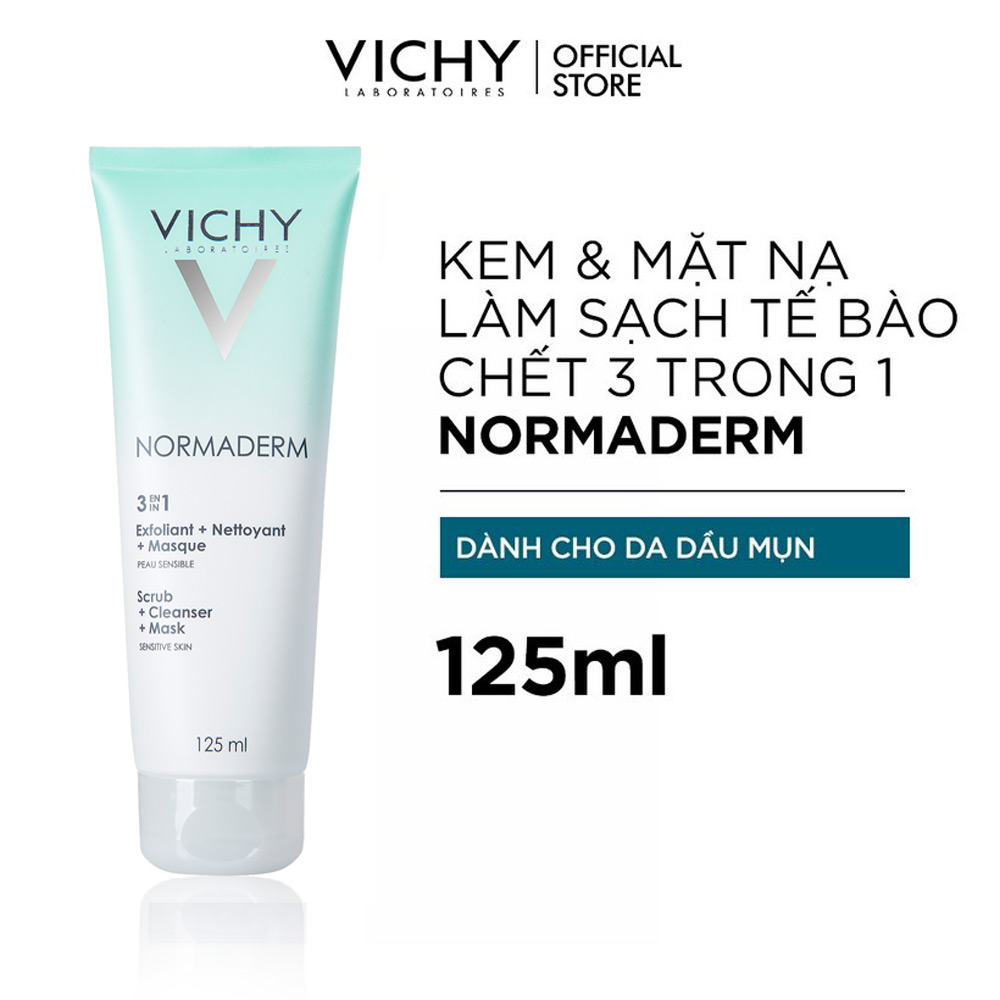 VICHY
LABORATOIRES
OFFICIAL
STORE
VICHY
LABORATOIRES
V
NORMADERM
3 EN IN 1
Exfoliant + Nettoyant
+ Masque
PEAU SENSIBLE
Scrub
+ Cleanser
+ Mask
SENSITIVE SKIN
125 ml
KEM & MẶT NẠ
LÀM SẠCH TẾ BÀO
CHẾT 3 TRONG 1
NORMADERM
DÀNH CHO DA DẦU MỤN
125ml